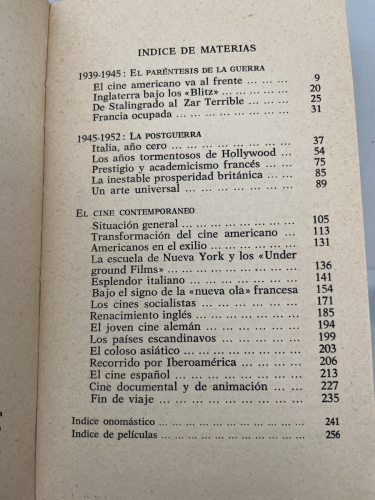 INDICE DE MATERIAS
1939-1945: EL PARÉNTESIS DE LA GUERRA
El cine americano va al frente ... ... ... 9
Inglaterra bajo los «Blitz» ... ... ... ... 20
De Stalingrado al Zar Terrible ... ... ... 25
Francia ocupada ... ... ... ... ... ... ... 31
1945-1952: LA POSTGUERRA
Italia, año cero ... ... ... ... ... ... ... 37
Los años tormentosos de Hollywood ... ... 54
Prestigio y academicismo francés ... ... ... 75
La inestable prosperidad británica ... ... 85
Un arte universal ... ... ... ... ... ... ... 89
EL CINE CONTEMPORANEO
Situación general ... ... ... ... ... ... ... 105
Transformación del cine americano ... ... 113
Americanos en el exilio ... ... ... ... ... 131
La escuela de Nueva York y los «Under
ground Films» ... ... ... ... ... ... ... 136
Esplendor italiano ... ... ... ... ... ... 141
Bajo el signo de la «nueva ola» francesa 154
Los cines socialistas ... ... ... ... ... ... 171
Renacimiento inglés ... ... ... ... ... ... 185
El joven cine alemán ... ... ... ... ... ... 194
Los países escandinavos ... ... ... ... ... 199
El coloso asiático ... ... ... ... ... ... ... 203
Recorrido por Iberoamérica ... ... ... ... 206
El cine español ... ... ... ... ... ... ... 213
Cine documental y de animación ... ... ... 227
Fin de viaje ... ... ... ... ... ... ... ... 235
Indice onomástico ... ... ... ... ... ... ... ... 241
Indice de películas ... ... ... ... ... ... ... ... 256